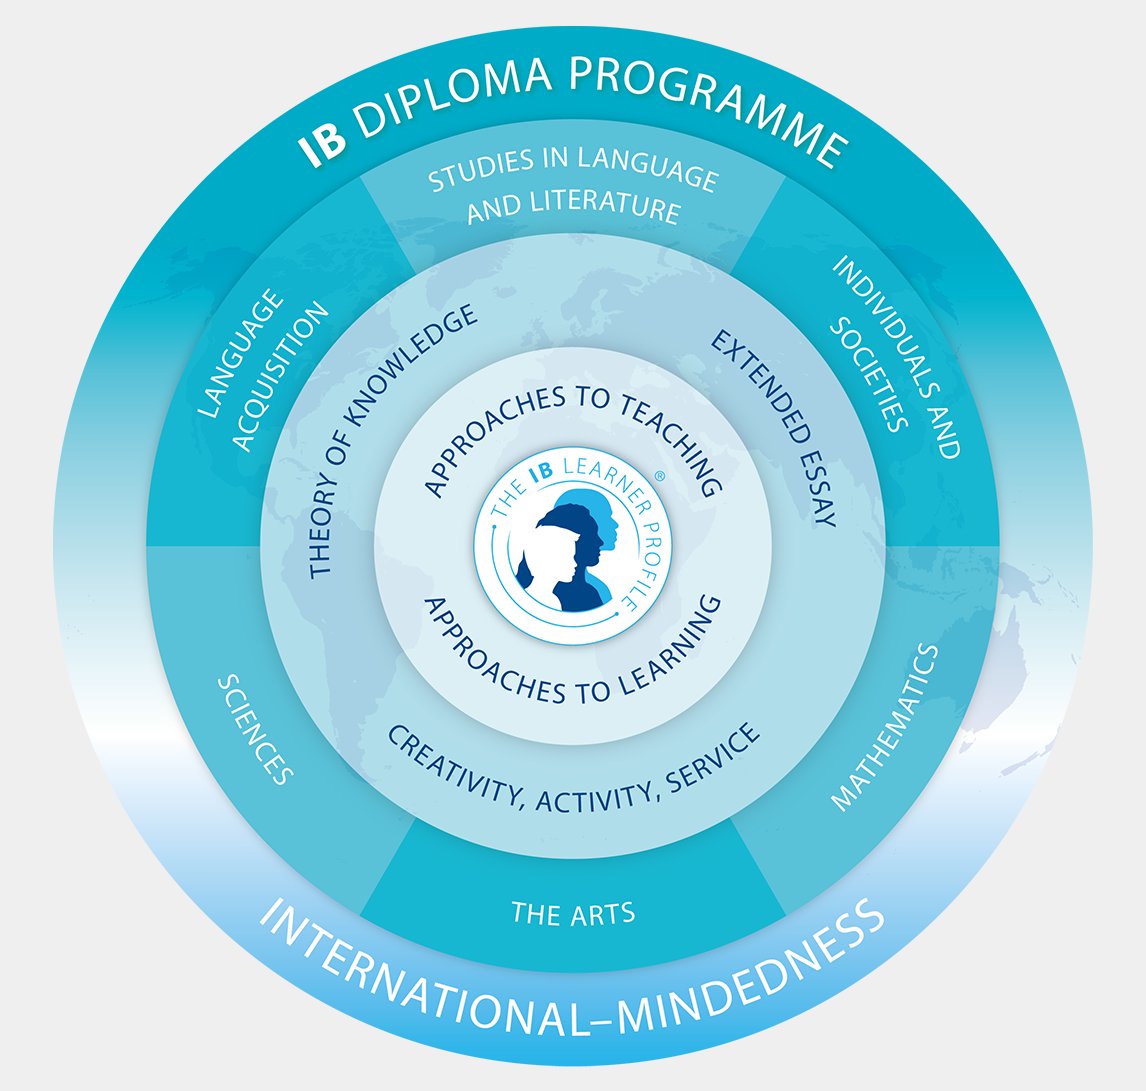 IB DIPLOMA PROGRAMME
STUDIES IN LANGUAGE
AND LITERATURE
LANGUAGE
ACQUISITION
INDIVIDUALS AND
SOCIETIES
THEORY OF KNOWLEDGE
EXTENDED ESSAY
APPROACHES TO TEACHING
THE IB LEARNER PROFILE
®
APPROACHES TO LEARNING
CREATIVITY, ACTIVITY, SERVICE
SCIENCES
MATHEMATICS
THE ARTS
INTERNATIONAL–MINDEDNESS